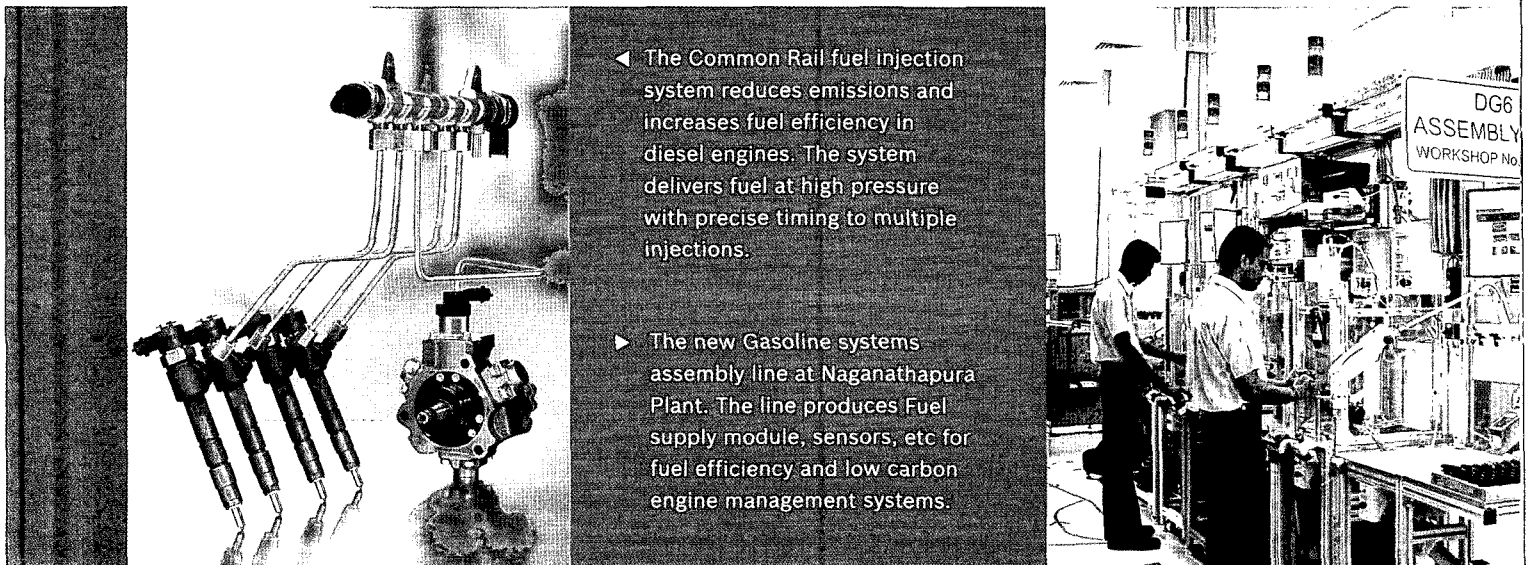 ◄ The Common Rail fuel injection
system reduces emissions and
increases fuel efficiency in
diesel engines. The system
delivers fuel at high pressure
with precise timing to multiple
injections.
► The new Gasoline systems
assembly line at Naganathapura
Plant. The line produces Fuel
supply module, sensors, etc for
fuel efficiency and low carbon
engine management systems.
DG6
ASSEMBLY
WORKSHOP No.